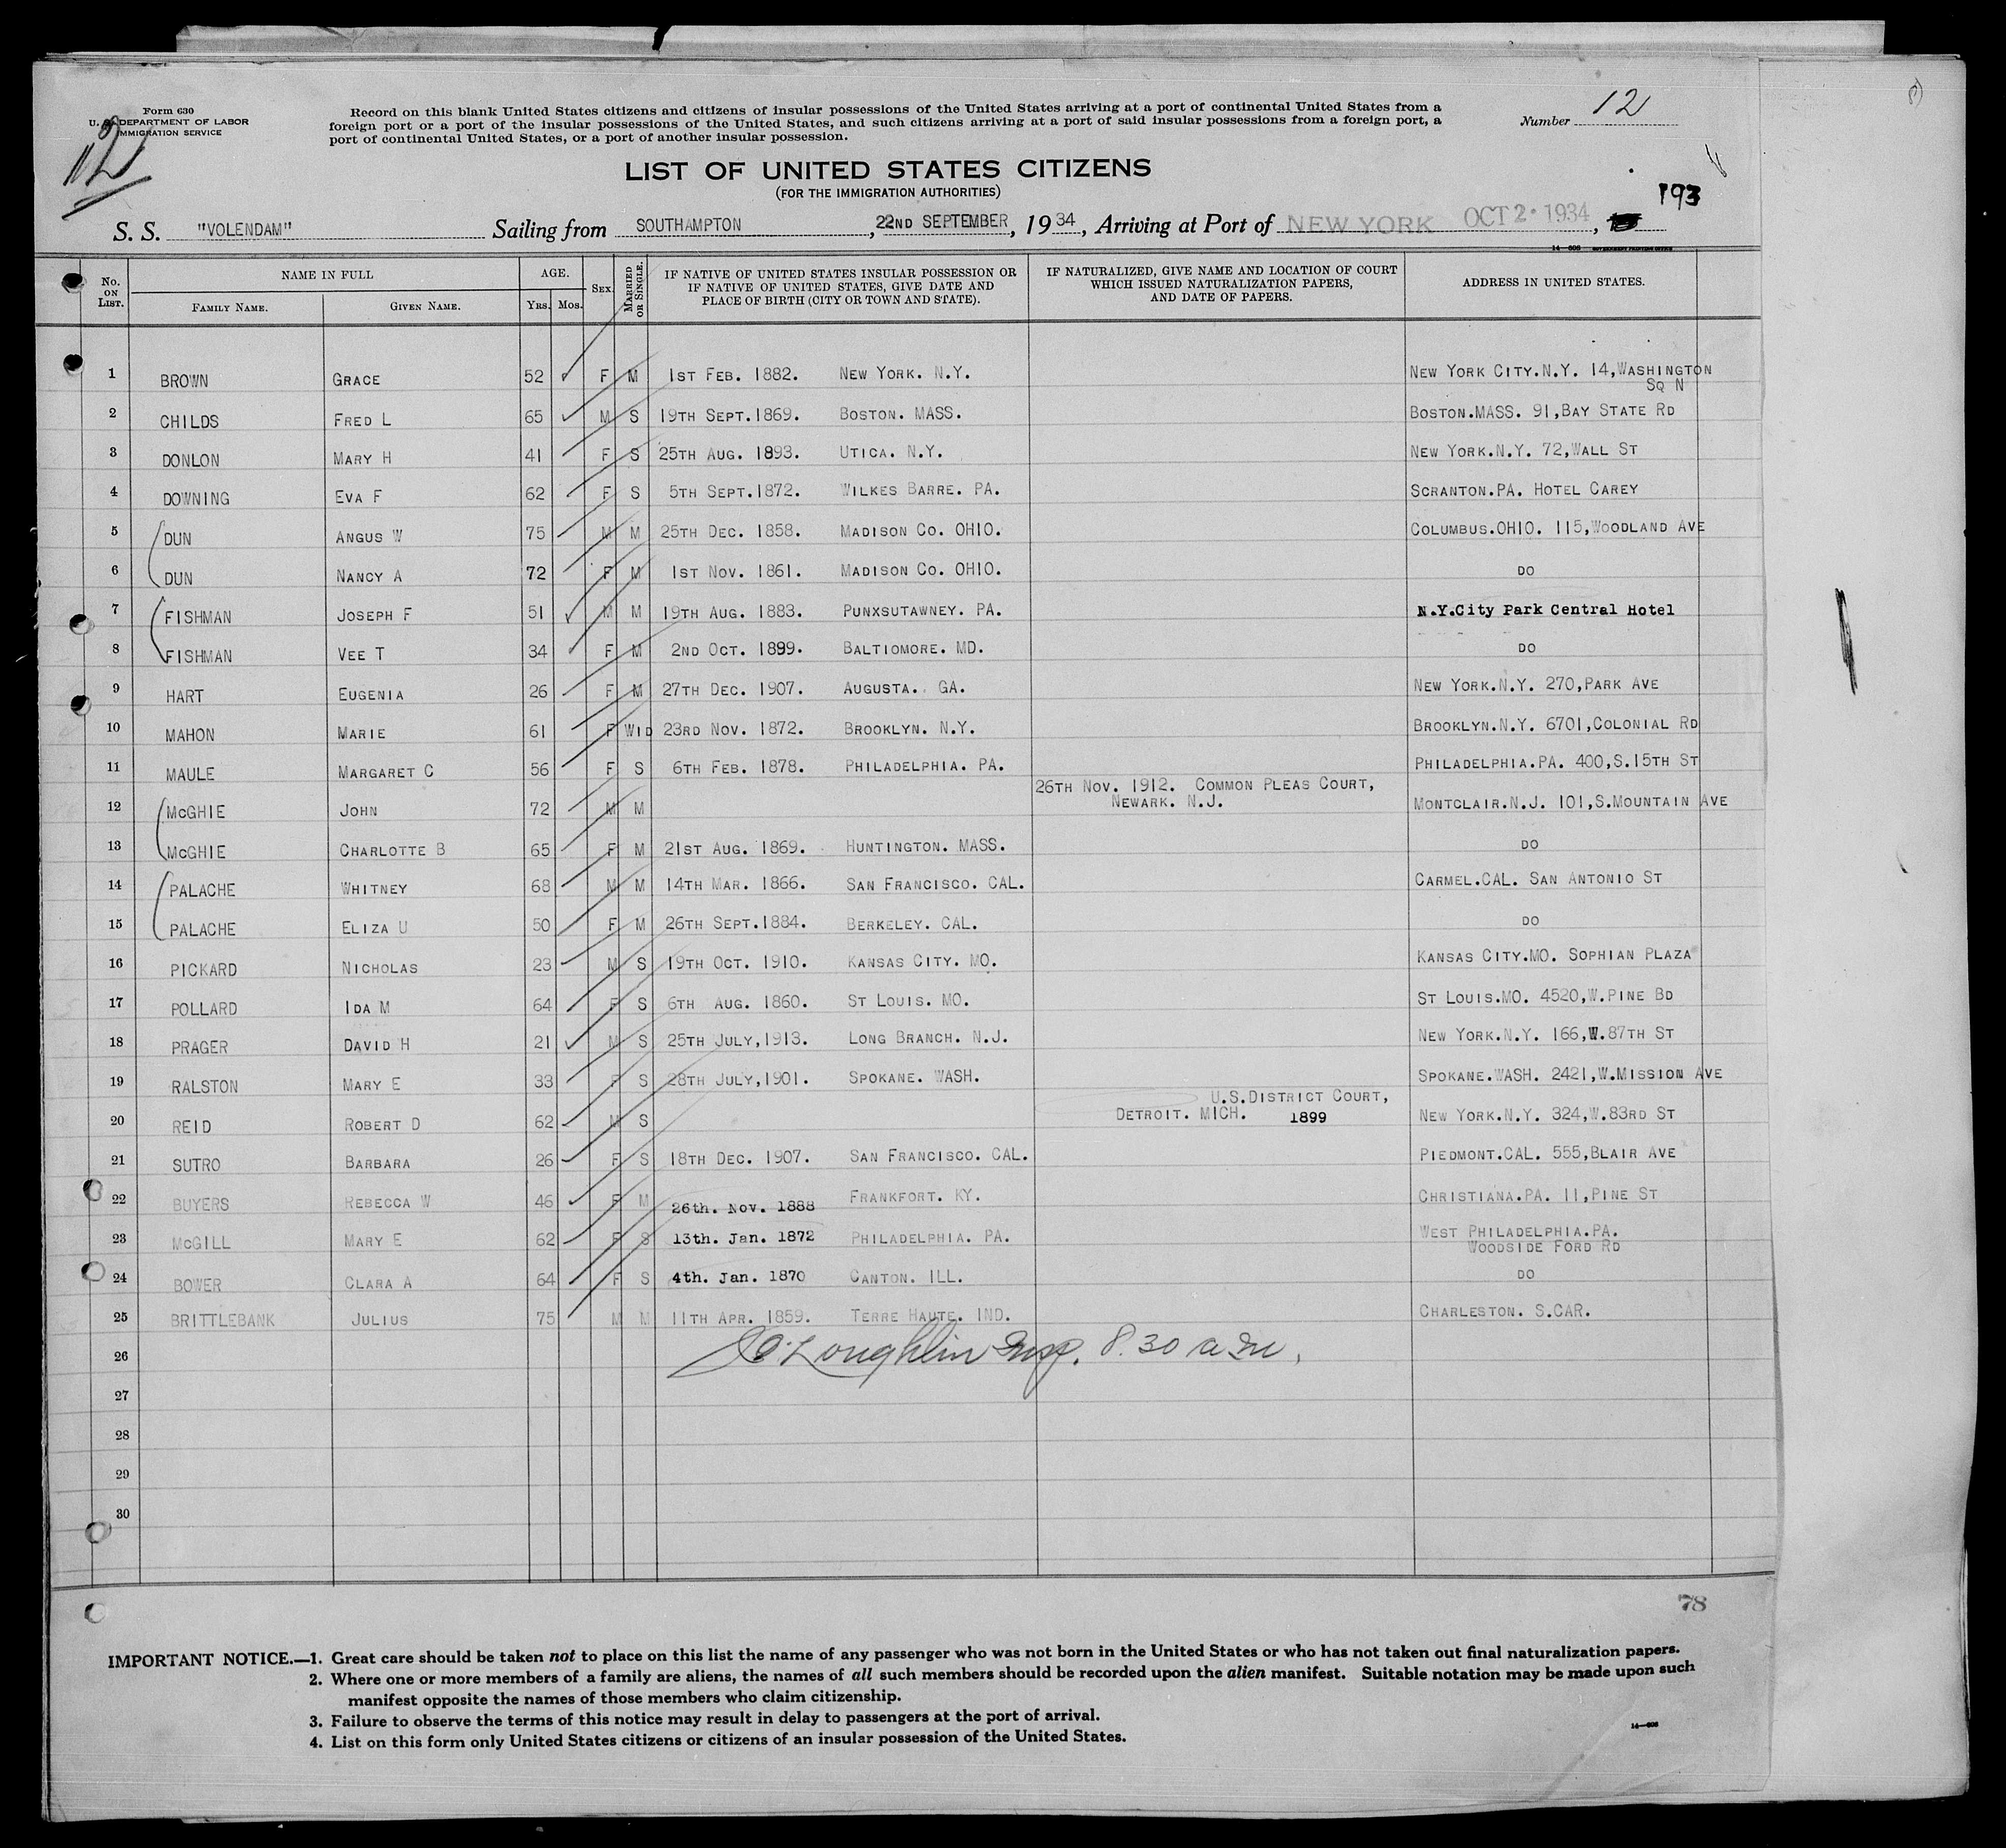 Form 630
U. S. DEPARTMENT OF LABOR
IMMIGRATION SERVICE
12
Record on this blank United States citizens and citizens of insular possessions of the United States arriving at a port of continental United States from a
foreign port or a port of the insular possessions of the United States, and such citizens arriving at a port of said insular possessions from a foreign port, a
port of continental United States, or a port of another insular possession.
Number 12
LIST OF UNITED STATES CITIZENS
(FOR THE IMMIGRATION AUTHORITIES)
193
S. S. "VOLENDAM" Sailing from SOUTHAMPTON, 22ND SEPTEMBER, 1934, Arriving at Port of NEW YORK OCT 2 · 1934,
14—608 GOVERNMENT PRINTING OFFICE
No. ON LIST. NAME IN FULL FAMILY NAME. GIVEN NAME. AGE. Yrs. Mos. SEX. MARRIED OR SINGLE. IF NATIVE OF UNITED STATES INSULAR POSSESSION OR IF NATIVE OF UNITED STATES, GIVE DATE AND PLACE OF BIRTH (CITY OR TOWN AND STATE). IF NATURALIZED, GIVE NAME AND LOCATION OF COURT WHICH ISSUED NATURALIZATION PAPERS, AND DATE OF PAPERS. ADDRESS IN UNITED STATES.
1 BROWN GRACE 52 F M 1ST FEB. 1882. NEW YORK. N.Y. NEW YORK CITY.N.Y. 14,WASHINGTON
SQ N
2 CHILDS FRED L 65 M S 19TH SEPT.1869. BOSTON. MASS. BOSTON.MASS. 91,BAY STATE RD
3 DONLON MARY H 41 F S 25TH AUG. 1893. UTICA. N.Y. NEW YORK.N.Y. 72,WALL ST
4 DOWNING EVA F 62 F S 5TH SEPT.1872. WILKES BARRE. PA. SCRANTON.PA. HOTEL CAREY
5 DUN ANGUS W 75 M M 25TH DEC. 1858. MADISON CO. OHIO. COLUMBUS.OHIO. 115,WOODLAND AVE
6 DUN NANCY A 72 F M 1ST NOV. 1861. MADISON CO. OHIO. DO
7 FISHMAN JOSEPH F 51 M M 19TH AUG. 1883. PUNXSUTAWNEY. PA. N.Y.City Park Central Hotel
8 FISHMAN VEE T 34 F M 2ND OCT. 1899. BALTIOMORE. MD. DO
9 HART EUGENIA 26 F M 27TH DEC. 1907. AUGUSTA. GA. NEW YORK.N.Y. 270,PARK AVE
10 MAHON MARIE 61 F WID 23RD NOV. 1872. BROOKLYN. N.Y. BROOKLYN.N.Y. 6701,COLONIAL RD
11 MAULE MARGARET C 56 F S 6TH FEB. 1878. PHILADELPHIA. PA. PHILADELPHIA.PA. 400,S.15TH ST
26TH NOV. 1912. COMMON PLEAS COURT,
12 MCGHIE JOHN 72 M M NEWARK. N.J. MONTCLAIR.N.J. 101,S.MOUNTAIN AVE
13 MCGHIE CHARLOTTE B 65 F M 21ST AUG. 1869. HUNTINGTON. MASS. DO
14 PALACHE WHITNEY 68 M M 14TH MAR. 1866. SAN FRANCISCO. CAL. CARMEL.CAL. SAN ANTONIO ST
15 PALACHE ELIZA U 50 F M 26TH SEPT.1884. BERKELEY. CAL. DO
16 PICKARD NICHOLAS 23 M S 19TH OCT. 1910. KANSAS CITY. MO. KANSAS CITY.MO. SOPHIAN PLAZA
17 POLLARD IDA M 64 F S 6TH AUG. 1860. ST LOUIS. MO. ST LOUIS.MO. 4520,W.PINE BD
18 PRAGER DAVID H 21 M S 25TH JULY,1913. LONG BRANCH. N.J. NEW YORK.N.Y. 166,W.87TH ST
19 RALSTON MARY E 33 F S 28TH JULY,1901. SPOKANE. WASH. SPOKANE.WASH. 2421,W.MISSION AVE
U.S.DISTRICT COURT,
20 REID ROBERT D 62 M S DETROIT. MICH. 1899 NEW YORK.N.Y. 324,W.83RD ST
21 SUTRO BARBARA 26 F S 18TH DEC. 1907. SAN FRANCISCO. CAL. PIEDMONT.CAL. 555,BLAIR AVE
22 BUYERS REBECCA W 46 F M 26th. Nov. 1888 FRANKFORT. KY. CHRISTIANA.PA. 11,PINE ST
23 MCGILL MARY E 62 F S 13th. Jan. 1872 PHILADELPHIA. PA. WEST PHILADELPHIA.PA.
WOODSIDE FORD RD
24 BOWER CLARA A 64 F S 4th. Jan. 1870 CANTON. ILL. DO
25 BRITTLEBANK JULIUS 75 M M 11TH APR. 1859. TERRE HAUTE. IND. CHARLESTON. S.CAR.
26 O'Loughlin Insp. 8.30 a m.
27
28
29
30
78
IMPORTANT NOTICE.—1. Great care should be taken not to place on this list the name of any passenger who was not born in the United States or who has not taken out final naturalization papers.
2. Where one or more members of a family are aliens, the names of all such members should be recorded upon the alien manifest. Suitable notation may be made upon such
manifest opposite the names of those members who claim citizenship.
3. Failure to observe the terms of this notice may result in delay to passengers at the port of arrival.
4. List on this form only United States citizens or citizens of an insular possession of the United States.
14—608